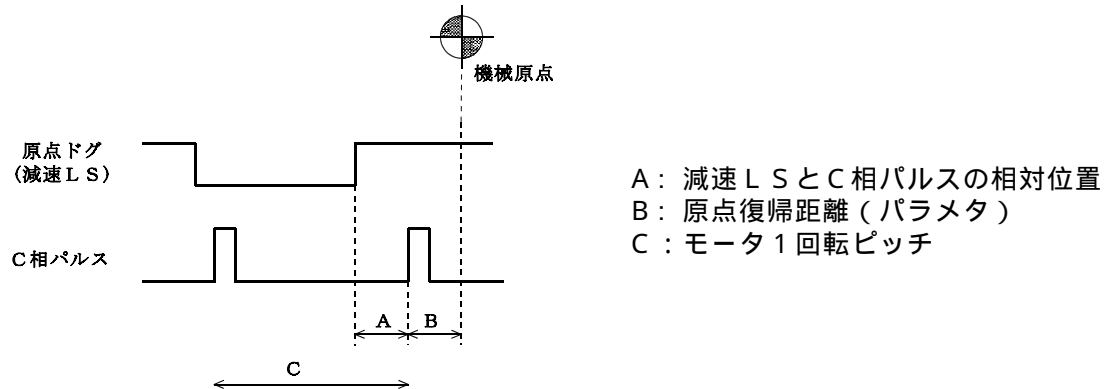 機械原点
原点ドグ
(減速ＬＳ)
A： 減速ＬＳとＣ相パルスの相対位置
B： 原点復帰距離（パラメタ）
C ：モータ１回転ピッチ
Ｃ相パルス
A
B
C